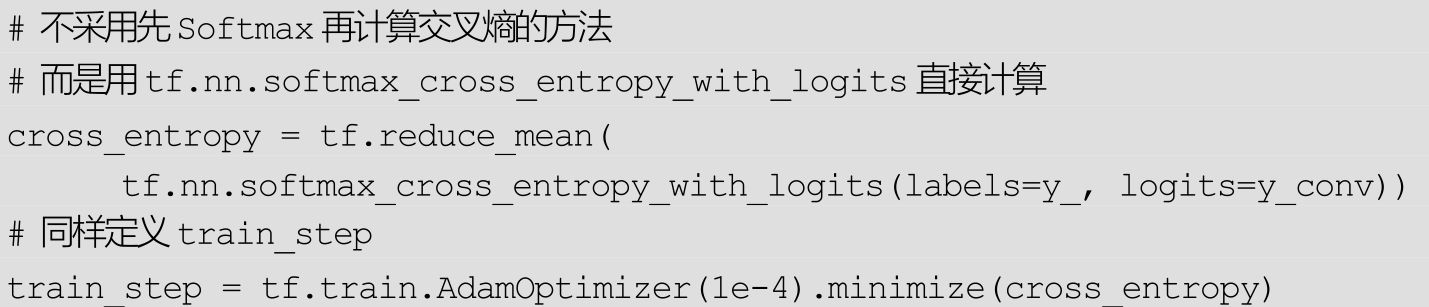 # 不采用先 Softmax 再计算交叉熵的方法
# 而是用 tf.nn.softmax_cross_entropy_with_logits 直接计算
cross_entropy = tf.reduce_mean(
      tf.nn.softmax_cross_entropy_with_logits(labels=y_, logits=y_conv))
# 同样定义 train_step
train_step = tf.train.AdamOptimizer(1e-4).minimize(cross_entropy)